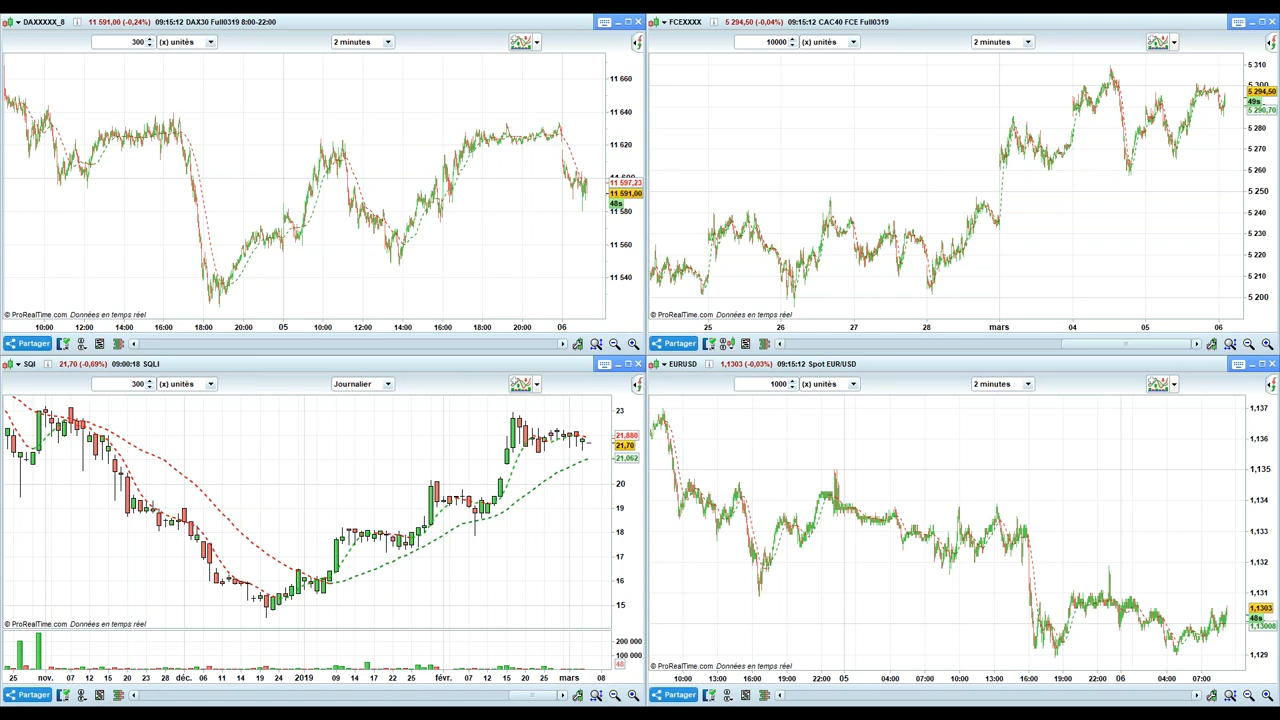 DAXXXXX_8 11 591,00 (-0,24%) 09:15:12 DAX30 Full0319 8:00-22:00
300 (x) unités 2 minutes
11 660
11 640
11 620
11 600
11 597,23
11 591,00
48s
11 580
11 560
11 540
© ProRealTime.com Données en temps réel
10:00 12:00 14:00 16:00 18:00 20:00 05 10:00 12:00 14:00 16:00 18:00 20:00 06
Partager
FCEXXXX 5 294,50 (-0,04%) 09:15:12 CAC40 FCE Full0319
10000 (x) unités 2 minutes
5 310
5 300
5 294,50
49s
5 290,70
5 280
5 270
5 260
5 250
5 240
5 230
5 220
5 210
5 200
© ProRealTime.com Données en temps réel
25 26 27 28 mars 04 05 06
Partager
SQI 21,70 (-0,69%) 09:00:18 SQLI
300 (x) unités Journalier
23
21,880
21,70
21,062
20
19
18
17
16
15
© ProRealTime.com Données en temps réel
200 000
100 000
48
25 nov. 07 12 15 20 23 28 déc. 06 11 14 19 24 2019 09 14 17 22 25 févr. 07 12 15 20 25 mars 08
Partager
EURUSD 1,1303 (-0,03%) 09:15:12 Spot EUR/USD
1000 (x) unités 2 minutes
1,137
1,135
1,134
1,133
1,132
1,131
1,1303
48s
1,13008
1,129
© ProRealTime.com Données en temps réel
10:00 13:00 16:00 19:00 22:00 05 04:00 07:00 10:00 13:00 16:00 19:00 22:00 06 04:00 07:00
Partager